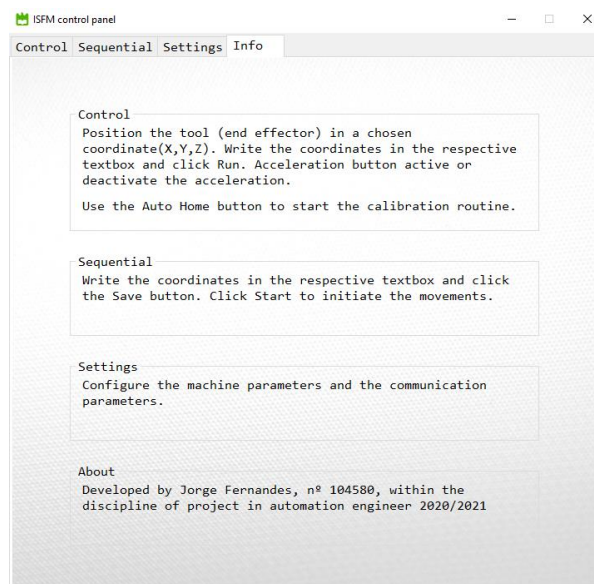 ISFM control panel
Control Sequential Settings Info
Control
Position the tool (end effector) in a chosen
coordinate(X,Y,Z). Write the coordinates in the respective
textbox and click Run. Acceleration button active or
deactivate the acceleration.
Use the Auto Home button to start the calibration routine.
Sequential
Write the coordinates in the respective textbox and click
the Save button. Click Start to initiate the movements.
Settings
Configure the machine parameters and the communication
parameters.
About
Developed by Jorge Fernandes, nº 104580, within the
discipline of project in automation engineer 2020/2021